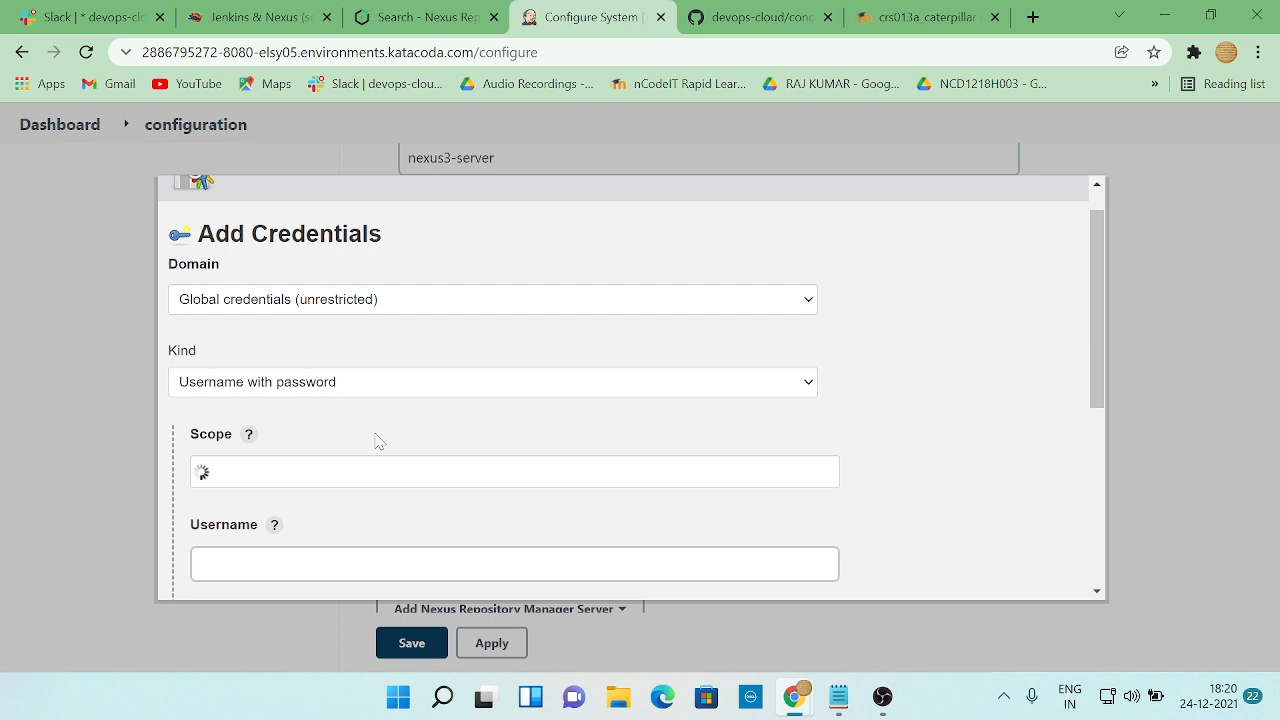 Slack | * devops-clo
Jenkins & Nexus (so
Search - Nexus Rep
Configure System [
devops-cloud/conc
crs013a_caterpillar
2886795272-8080-elsy05.environments.katacoda.com/configure
Apps
Gmail
YouTube
Maps
Slack | devops-clou...
Audio Recordings -...
nCodeIT Rapid Lear...
RAJ KUMAR - Goog...
NCD1218H003 - G...
»
Reading list
Dashboard
configuration
nexus3-server
Add Credentials
Domain
Global credentials (unrestricted)
Kind
Username with password
Scope ?
Username ?
Add Nexus Repository Manager Server
Save
Apply
ENG
IN
18:20
24-12-2021
22